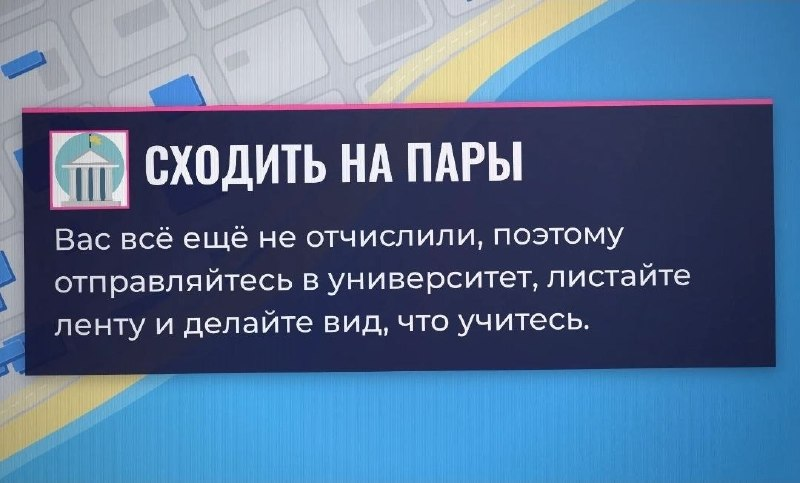 СХОДИТЬ НА ПАРЫ
Вас всё ещё не отчислили, поэтому
отправляйтесь в университет, листайте
ленту и делайте вид, что учитесь.